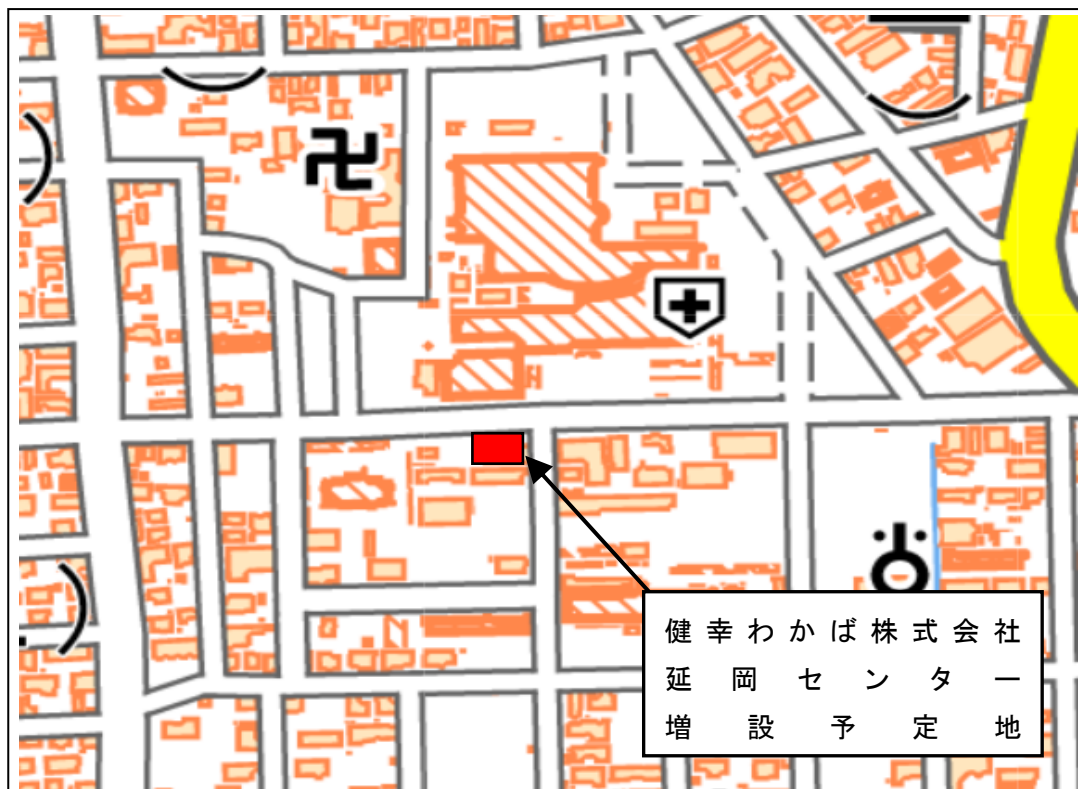 健幸わかば株式会社
延岡センター
増設予定地